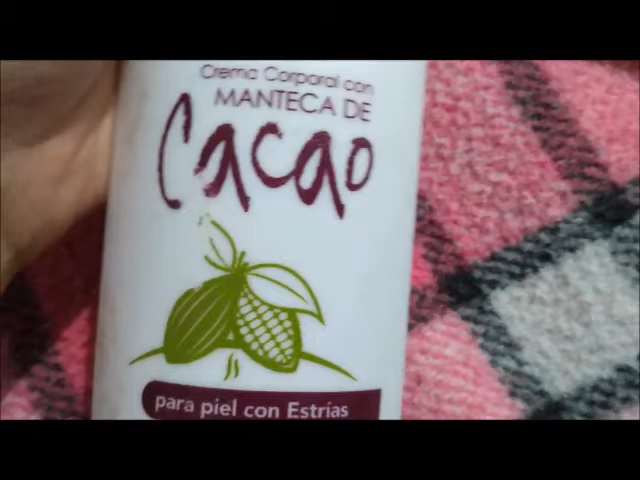 Crema Corporal con
MANTECA DE
Cacao
para piel con Estrías